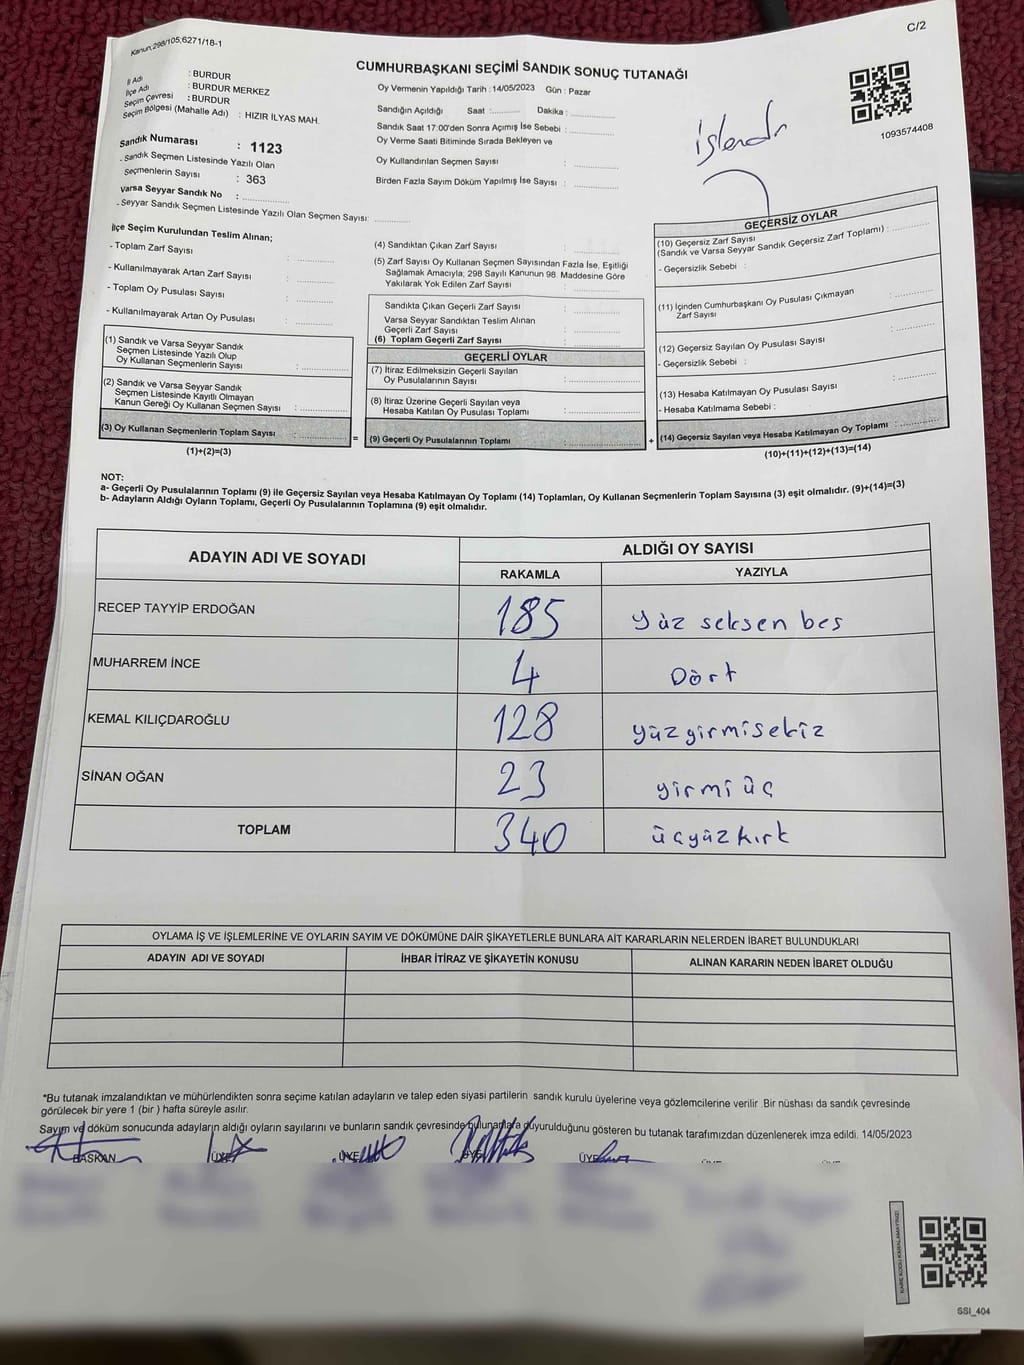 Kanun;298/105;6271/18-1
C/2
CUMHURBAŞKANI SEÇİMİ SANDIK SONUÇ TUTANAĞI
İl Adı : BURDUR
İlçe Adı : BURDUR MERKEZ
Seçim Çevresi : BURDUR
Seçim Bölgesi (Mahalle Adı) : HIZIR İLYAS MAH.
Sandık Numarası : 1123
- Sandık Seçmen Listesinde Yazılı Olan
Seçmenlerin Sayısı : 363
Varsa Seyyar Sandık No :
- Seyyar Sandık Seçmen Listesinde Yazılı Olan Seçmen Sayısı:
Oy Vermenin Yapıldığı Tarih : 14/05/2023 Gün : Pazar
Sandığın Açıldığı Saat : Dakika :
Sandık Saat 17:00'den Sonra Açımış İse Sebebi :
Oy Verme Saati Bitiminde Sırada Bekleyen ve
Oy Kullandırılan Seçmen Sayısı :
Birden Fazla Sayım Döküm Yapılmış İse Sayısı :
işlendi
1093574408
İlçe Seçim Kurulundan Teslim Alınan;
- Toplam Zarf Sayısı :
- Kullanılmayarak Artan Zarf Sayısı :
- Toplam Oy Pusulası Sayısı :
- Kullanılmayarak Artan Oy Pusulası :
(1) Sandık ve Varsa Seyyar Sandık
Seçmen Listesinde Yazılı Olup
Oy Kullanan Seçmenlerin Sayısı :
(2) Sandık ve Varsa Seyyar Sandık
Seçmen Listesinde Kayıtlı Olmayan
Kanun Gereği Oy Kullanan Seçmen Sayısı :
(3) Oy Kullanan Seçmenlerin Toplam Sayısı :
(1)+(2)=(3)
=
(4) Sandıktan Çıkan Zarf Sayısı :
(5) Zarf Sayısı Oy Kullanan Seçmen Sayısından Fazla İse, Eşitliği
Sağlamak Amacıyla, 298 Sayılı Kanunun 98. Maddesine Göre
Yakılarak Yok Edilen Zarf Sayısı :
Sandıkta Çıkan Geçerli Zarf Sayısı :
Varsa Seyyar Sandıktan Teslim Alınan
Geçerli Zarf Sayısı :
(6) Toplam Geçerli Zarf Sayısı :
GEÇERLİ OYLAR
(7) İtiraz Edilmeksizin Geçerli Sayılan
Oy Pusulalarının Sayısı :
(8) İtiraz Üzerine Geçerli Sayılan veya
Hesaba Katılan Oy Pusulası Toplamı :
(9) Geçerli Oy Pusulalarının Toplamı :
+
GEÇERSİZ OYLAR
(10) Geçersiz Zarf Sayısı
(Sandık ve Varsa Seyyar Sandık Geçersiz Zarf Toplamı) :
- Geçersizlik Sebebi :
(11) İçinden Cumhurbaşkanı Oy Pusulası Çıkmayan
Zarf Sayısı :
(12) Geçersiz Sayılan Oy Pusulası Sayısı :
- Geçersizlik Sebebi :
(13) Hesaba Katılmayan Oy Pusulası Sayısı :
- Hesaba Katılmama Sebebi :
(14) Geçersiz Sayılan veya Hesaba Katılmayan Oy Toplamı :
(10)+(11)+(12)+(13)=(14)
NOT:
a- Geçerli Oy Pusulalarının Toplamı (9) ile Geçersiz Sayılan veya Hesaba Katılmayan Oy Toplamı (14) Toplamları, Oy Kullanan Seçmenlerin Toplam Sayısına (3) eşit olmalıdır. (9)+(14)=(3)
b- Adayların Aldığı Oyların Toplamı, Geçerli Oy Pusulalarının Toplamına (9) eşit olmalıdır.
ADAYIN ADI VE SOYADI ALDIĞI OY SAYISI
RAKAMLA YAZIYLA
RECEP TAYYİP ERDOĞAN 185 yüz seksen beş
MUHARREM İNCE 4 Dört
KEMAL KILIÇDAROĞLU 128 yüzyirmisekiz
SİNAN OĞAN 23 yirmi üç
TOPLAM 340 üçyüzkırk
OYLAMA İŞ VE İŞLEMLERİNE VE OYLARIN SAYIM VE DÖKÜMÜNE DAİR ŞİKAYETLERLE BUNLARA AİT KARARLARIN NELERDEN İBARET BULUNDUKLARI
ADAYIN ADI VE SOYADI İHBAR İTİRAZ VE ŞİKAYETİN KONUSU ALINAN KARARIN NEDEN İBARET OLDUĞU
*Bu tutanak imzalandıktan ve mühürlendikten sonra seçime katılan adayların ve talep eden siyasi partilerin sandık kurulu üyelerine veya gözlemcilerine verilir .Bir nüshası da sandık çevresinde
görülecek bir yere 1 (bir ) hafta süreyle asılır.
Sayım ve döküm sonucunda adayların aldığı oyların sayılarını ve bunların sandık çevresinde bulunanlara duyurulduğunu gösteren bu tutanak tarafımızdan düzenlenerek imza edildi. 14/05/2023
BAŞKAN ÜYE ÜYE ÜYE ÜYE
KARE KODU KARALAMAYINIZ!
SSI_404